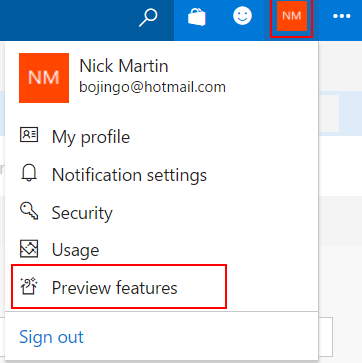 NM
NM
Nick Martin
bojingo@hotmail.com
My profile
Notification settings
Security
Usage
Preview features
Sign out